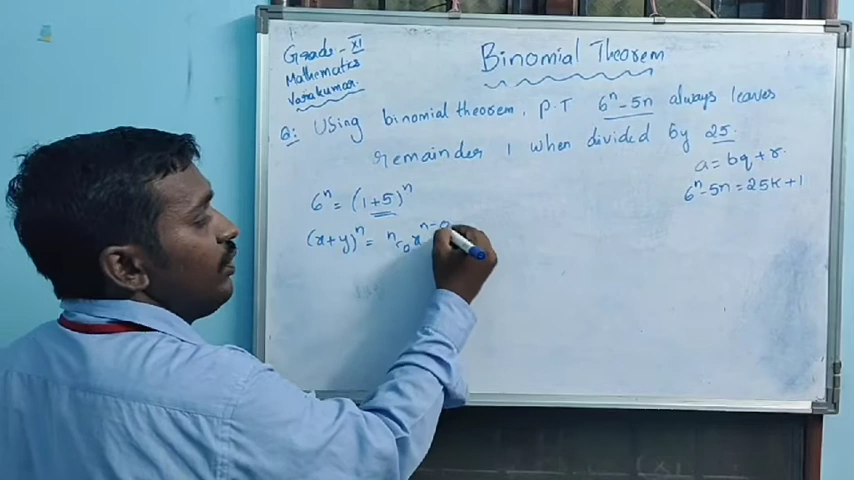 Grade - XI
Mathematics
Vasikumar.
Binomial Theorem
Q: Using binomial theorem, P.T 6ⁿ-5n always leaves
remainder 1 when divided by 25
a = bq + r.
6ⁿ-5n = 25K+1
6ⁿ = (1+5)ⁿ
(x+y)ⁿ = ⁿC₀ xⁿ⁻⁰